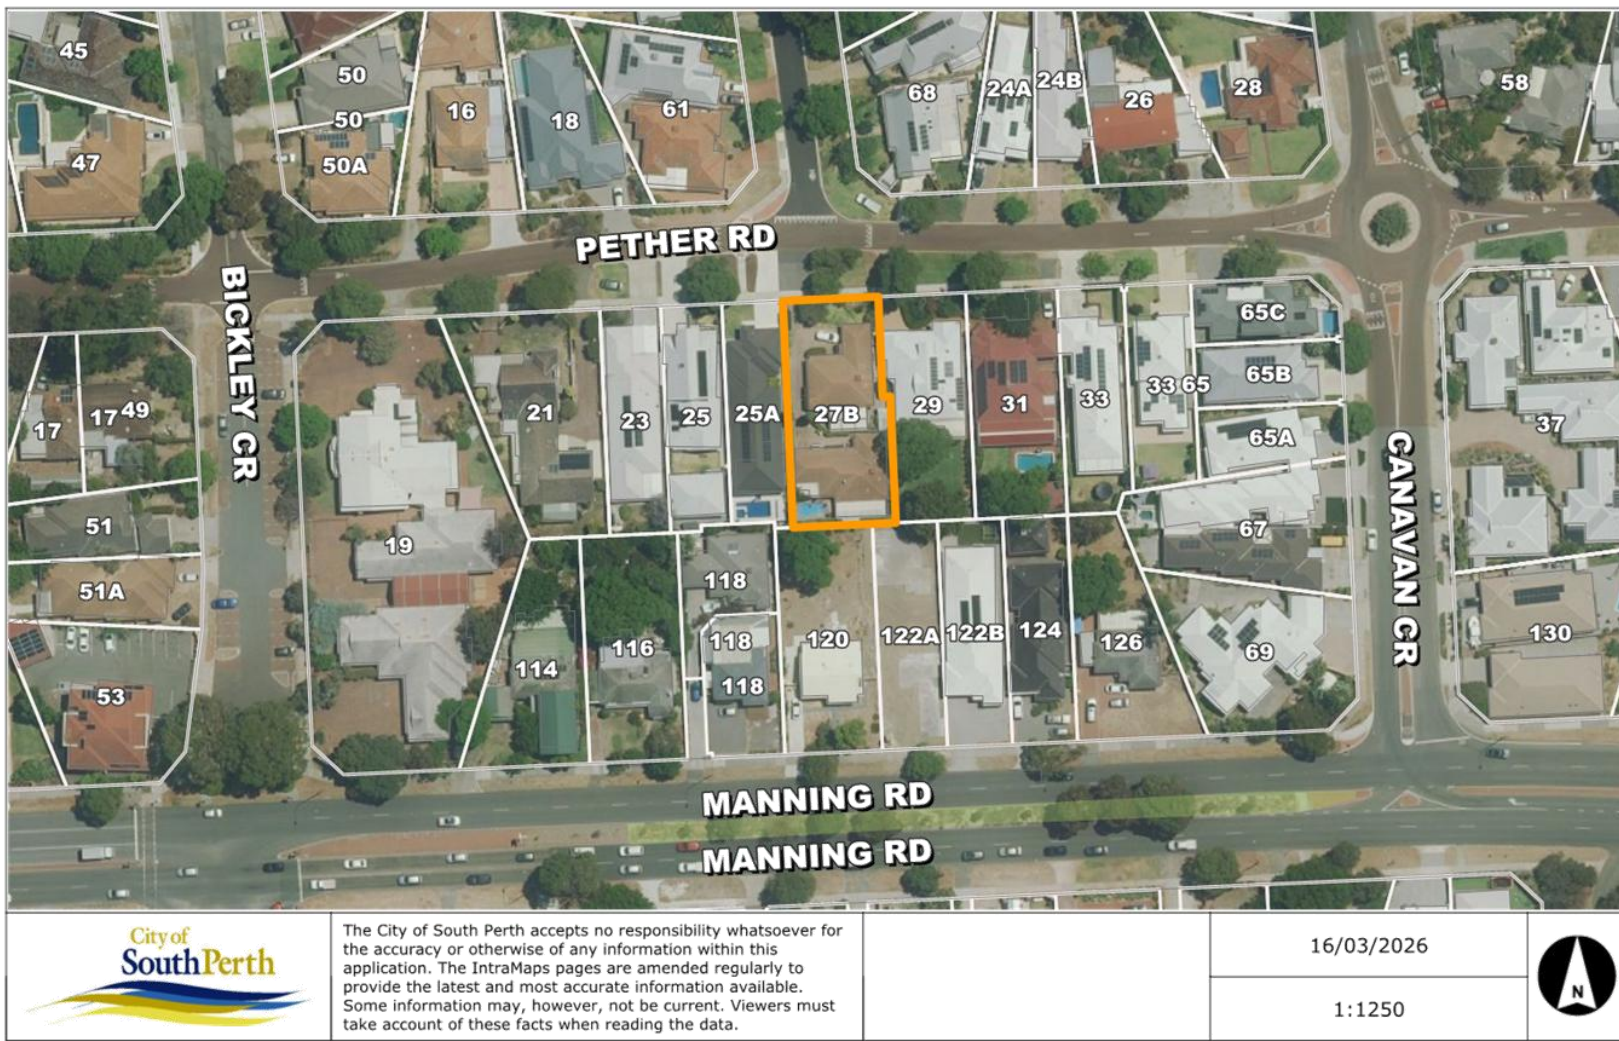 45
50
50
50A
16
18
61
68
24A
24B
26
28
58
47
PETHER RD
BICKLEY CR
17
17
49
51
51A
53
19
21
23
25
25A
27B
29
31
33
33
65
65C
65B
65A
67
69
37
130
CANAVAN CR
114
116
118
118
118
120
122A
122B
124
126
MANNING RD
MANNING RD
City of
SouthPerth
The City of South Perth accepts no responsibility whatsoever for
the accuracy or otherwise of any information within this
application. The IntraMaps pages are amended regularly to
provide the latest and most accurate information available.
Some information may, however, not be current. Viewers must
take account of these facts when reading the data.
16/03/2026
1:1250
N